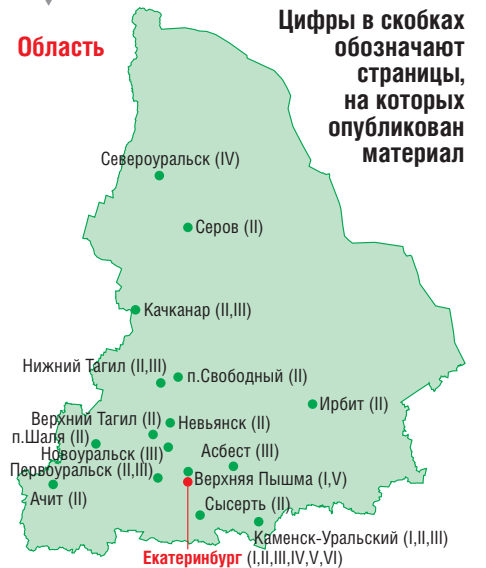 Область
Цифры в скобках
обозначают
страницы,
на которых
опубликован
материал
Североуральск (IV)
Серов (II)
Качканар (II,III)
Нижний Тагил (II,III)
п.Свободный (II)
Ирбит (II)
Верхний Тагил (II)
Невьянск (II)
п.Шаля (II)
Новоуральск (III)
Асбест (III)
Первоуральск (II,III)
Верхняя Пышма (I,V)
Ачит (II)
Сысерть (II)
Каменск-Уральский (I,II,III)
Екатеринбург (I,II,III,IV,V,VI)